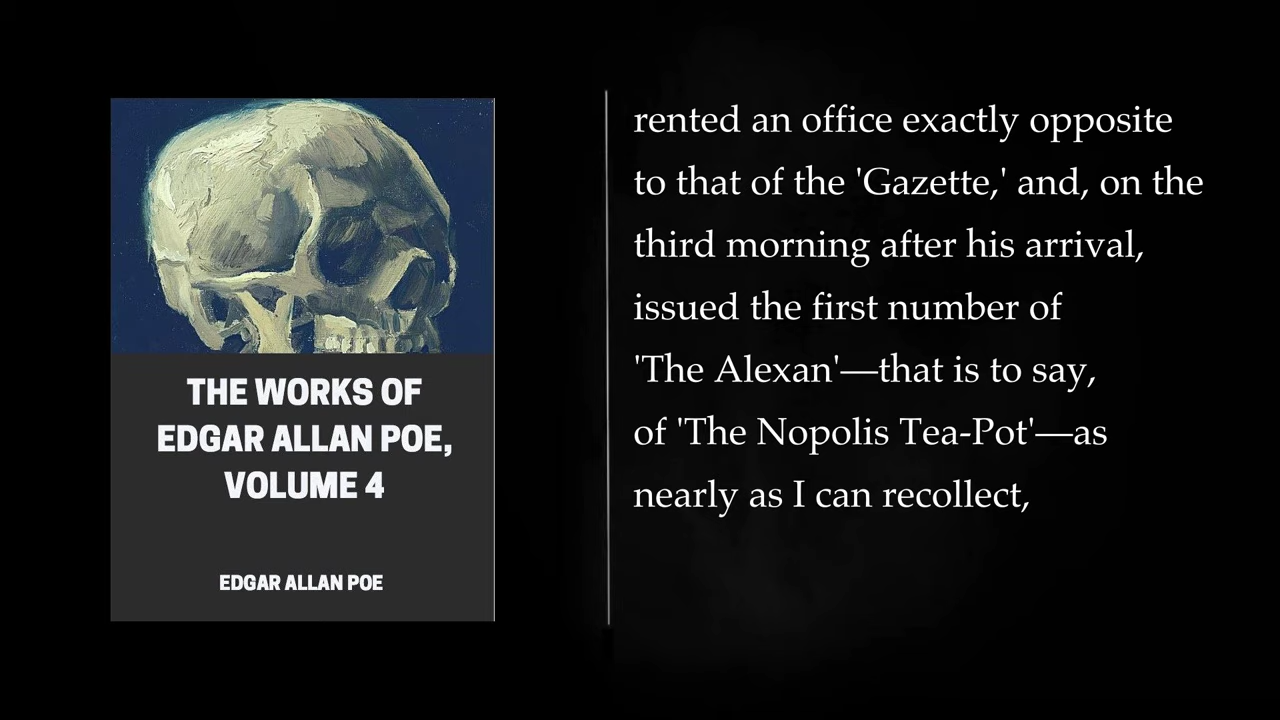 THE WORKS OF
EDGAR ALLAN POE,
VOLUME 4
EDGAR ALLAN POE
rented an office exactly opposite
to that of the 'Gazette,' and, on the
third morning after his arrival,
issued the first number of
'The Alexan'—that is to say,
of 'The Nopolis Tea-Pot'—as
nearly as I can recollect,